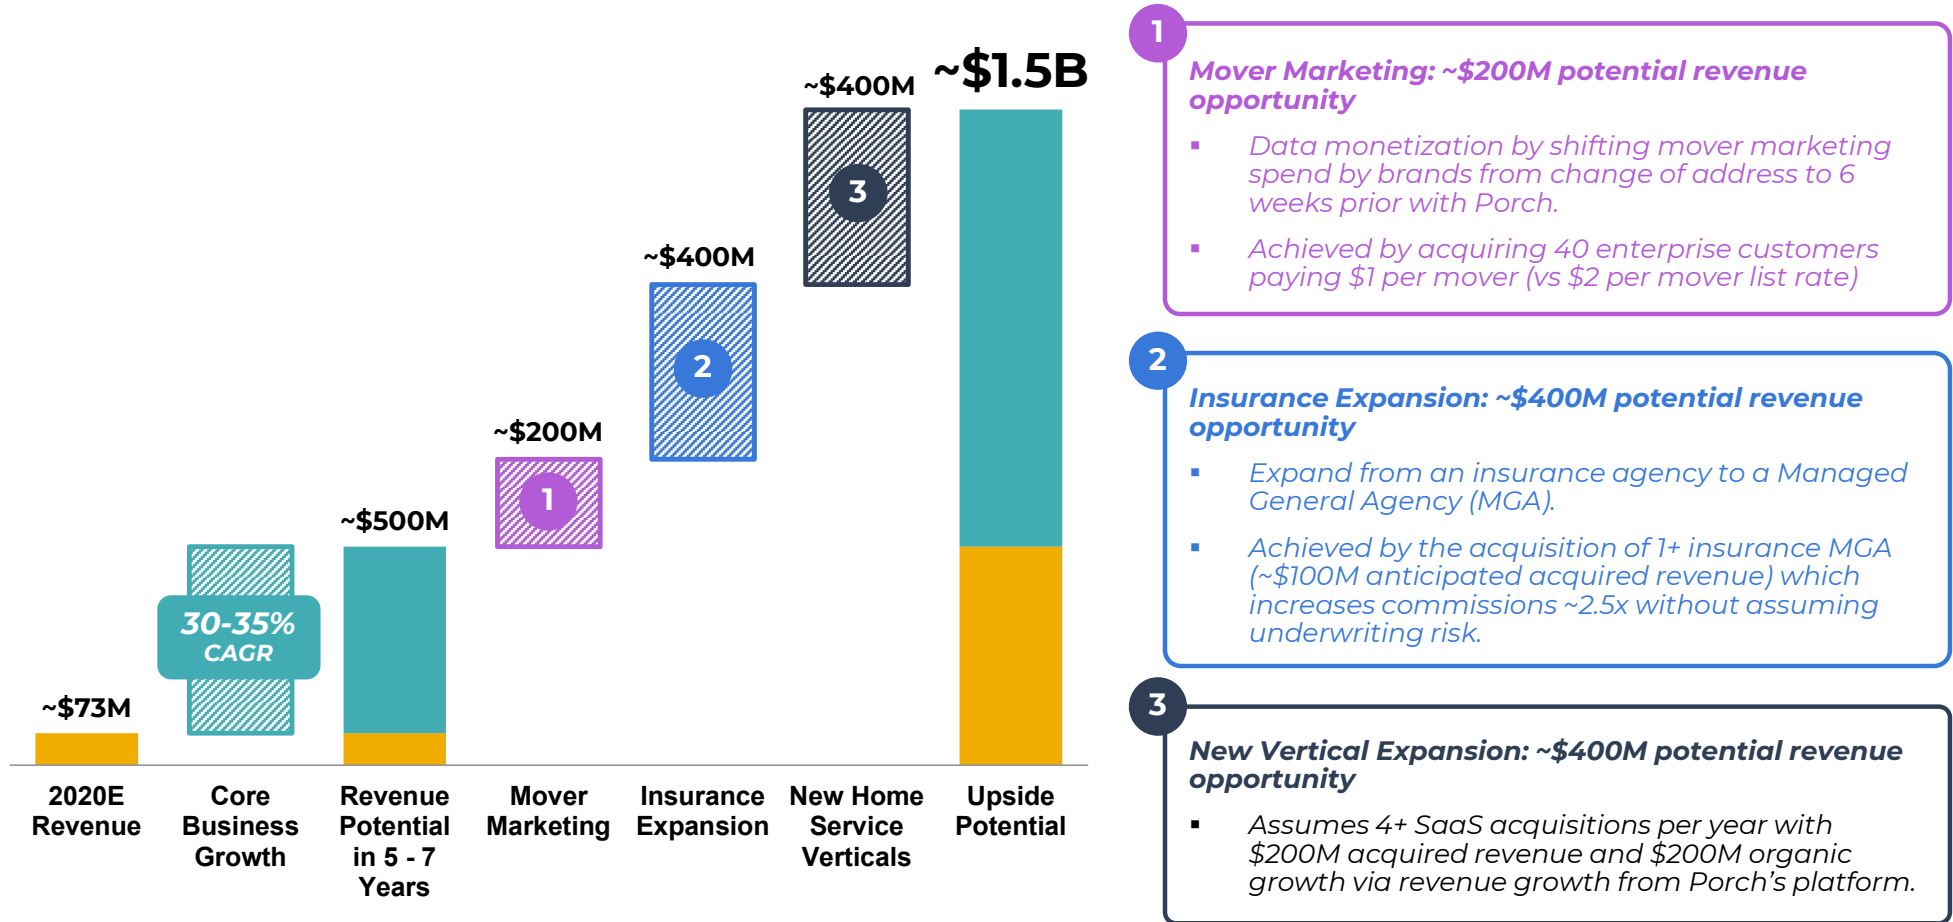 ~$73M
30-35%
CAGR
~$500M
~$200M
1
~$400M
2
~$400M
3
~$1.5B
2020E
Revenue
Core
Business
Growth
Revenue
Potential
in 5 - 7
Years
Mover
Marketing
Insurance
Expansion
New Home
Service
Verticals
Upside
Potential
1
Mover Marketing: ~$200M potential revenue
opportunity
▪ Data monetization by shifting mover marketing
spend by brands from change of address to 6
weeks prior with Porch.
▪ Achieved by acquiring 40 enterprise customers
paying $1 per mover (vs $2 per mover list rate)
2
Insurance Expansion: ~$400M potential revenue
opportunity
▪ Expand from an insurance agency to a Managed
General Agency (MGA).
▪ Achieved by the acquisition of 1+ insurance MGA
(~$100M anticipated acquired revenue) which
increases commissions ~2.5x without assuming
underwriting risk.
3
New Vertical Expansion: ~$400M potential revenue
opportunity
▪ Assumes 4+ SaaS acquisitions per year with
$200M acquired revenue and $200M organic
growth via revenue growth from Porch's platform.